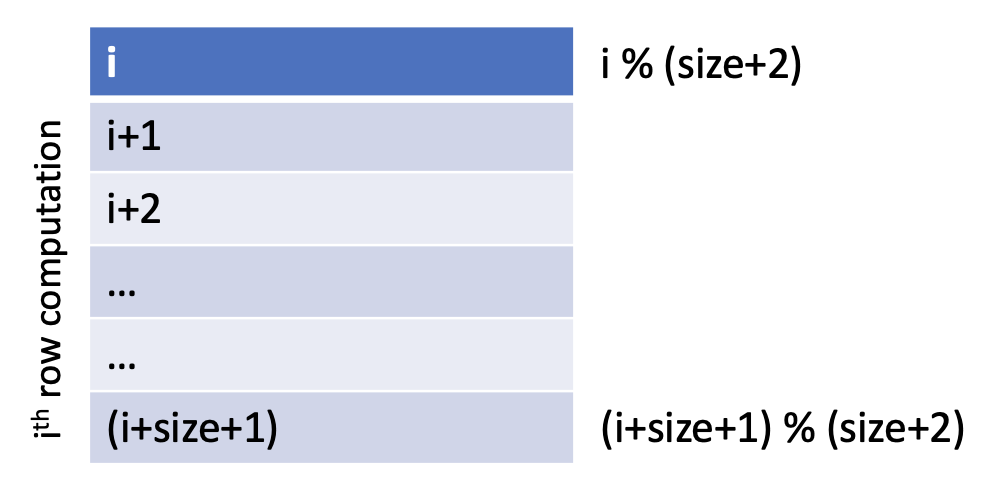 i
i % (size+2)
i+1
i+2
...
...
(i+size+1)
(i+size+1) % (size+2)
iᵗʰ row computation